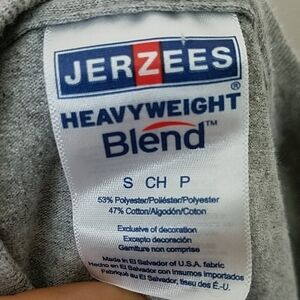 JERZEES®
HEAVYWEIGHT
Blend™
S CH P
53% Polyester/Poliéster/Polyester
47% Cotton/Algodón/Coton
Exclusive of decoration
Excepto decoración
Garniture non comprise
Made in El Salvador of U.S.A. fabric
Hecho en El Salvador con insumos importados
Fabriqué au El Salvador, tissu des É.-U.